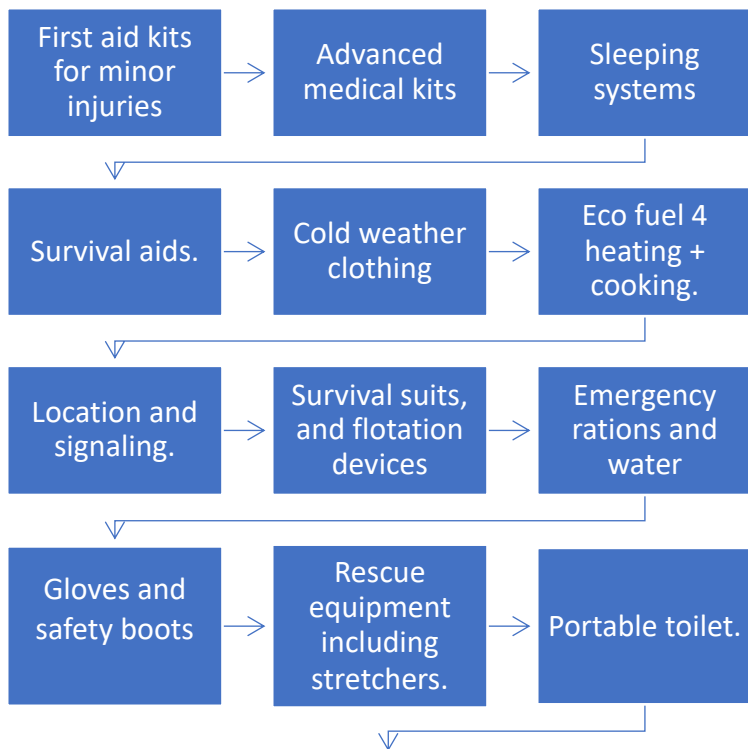 First aid kits
for minor
injuries
Advanced
medical kits
Sleeping
systems
Survival aids.
Cold weather
clothing
Eco fuel 4
heating +
cooking.
Location and
signaling.
Survival suits,
and flotation
devices
Emergency
rations and
water
Gloves and
safety boots
Rescue
equipment
including
stretchers.
Portable toilet.